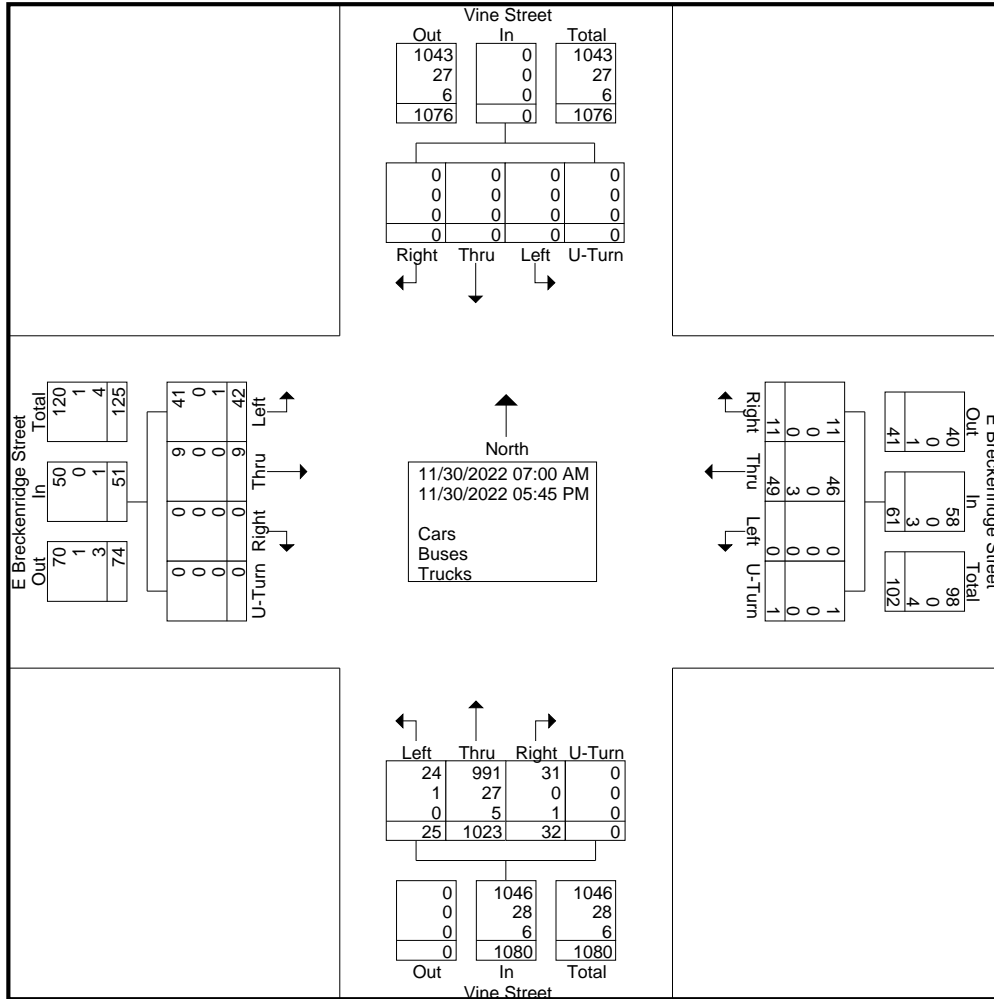 Vine Street
Out In Total
1043 0 1043
27 0 27
6 0 6
1076 0 1076
0 0 0 0
0 0 0 0
0 0 0 0
0 0 0 0
Right Thru Left U-Turn
E Breckenridge Street
Total In Out
120 50 70
1 0 1
4 1 3
125 51 74
41 9 0 0
0 0 0 0
1 0 0 0
42 9 0 0
Left Thru Right U-Turn
North
11/30/2022 07:00 AM
11/30/2022 05:45 PM
Cars
Buses
Trucks
E Breckenridge Street
Out In Total
40 58 98
0 0 0
1 3 4
41 61 102
11 46 0 1
0 0 0 0
0 3 0 0
11 49 0 1
Right Thru Left U-Turn
Left Thru Right U-Turn
24 991 31 0
1 27 0 0
0 5 1 0
25 1023 32 0
0 1046 1046
0 28 28
0 6 6
0 1080 1080
Out In Total
Vine Street